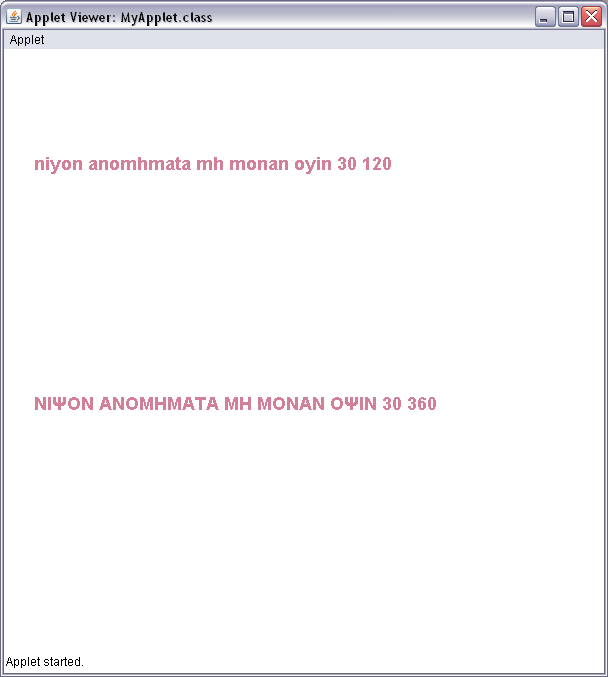 Applet Viewer: MyApplet.class
Applet
niyon anomhmata mh monan oyin 30 120
ΝΙΨΟΝ ΑΝΟΜΗΜΑΤΑ ΜΗ ΜΟΝΑΝ ΟΨΙΝ 30 360
Applet started.